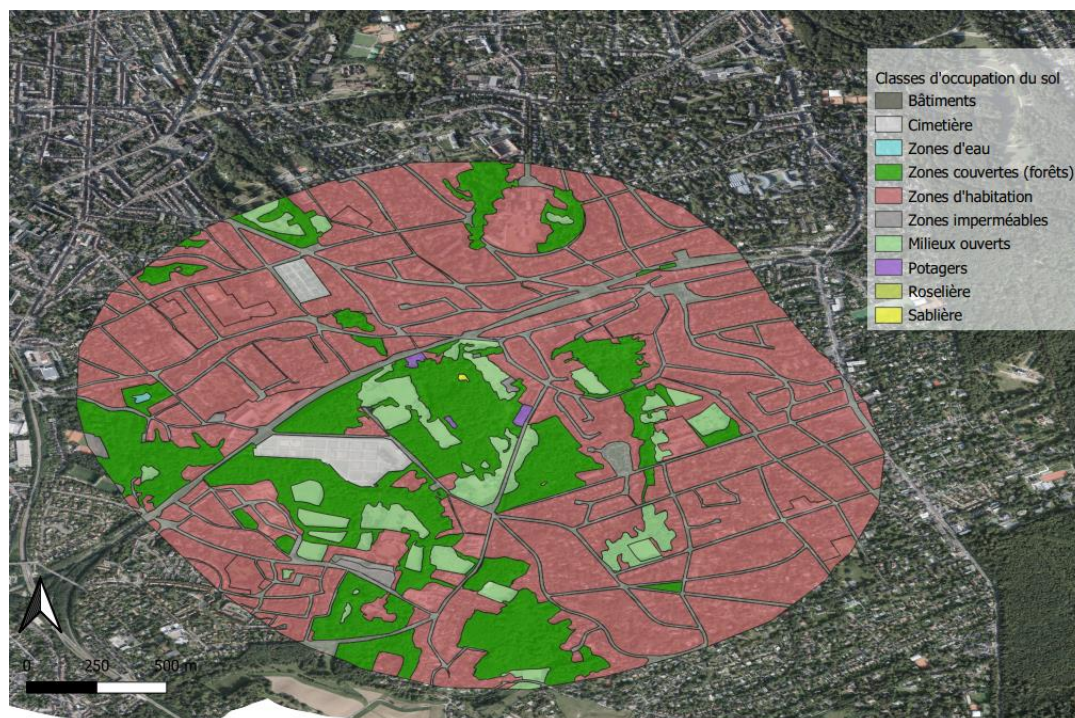 Classes d'occupation du sol
Bâtiments
Cimetière
Zones d'eau
Zones couvertes (forêts)
Zones d'habitation
Zones imperméables
Milieux ouverts
Potagers
Roselière
Sablière
0 250 500 m